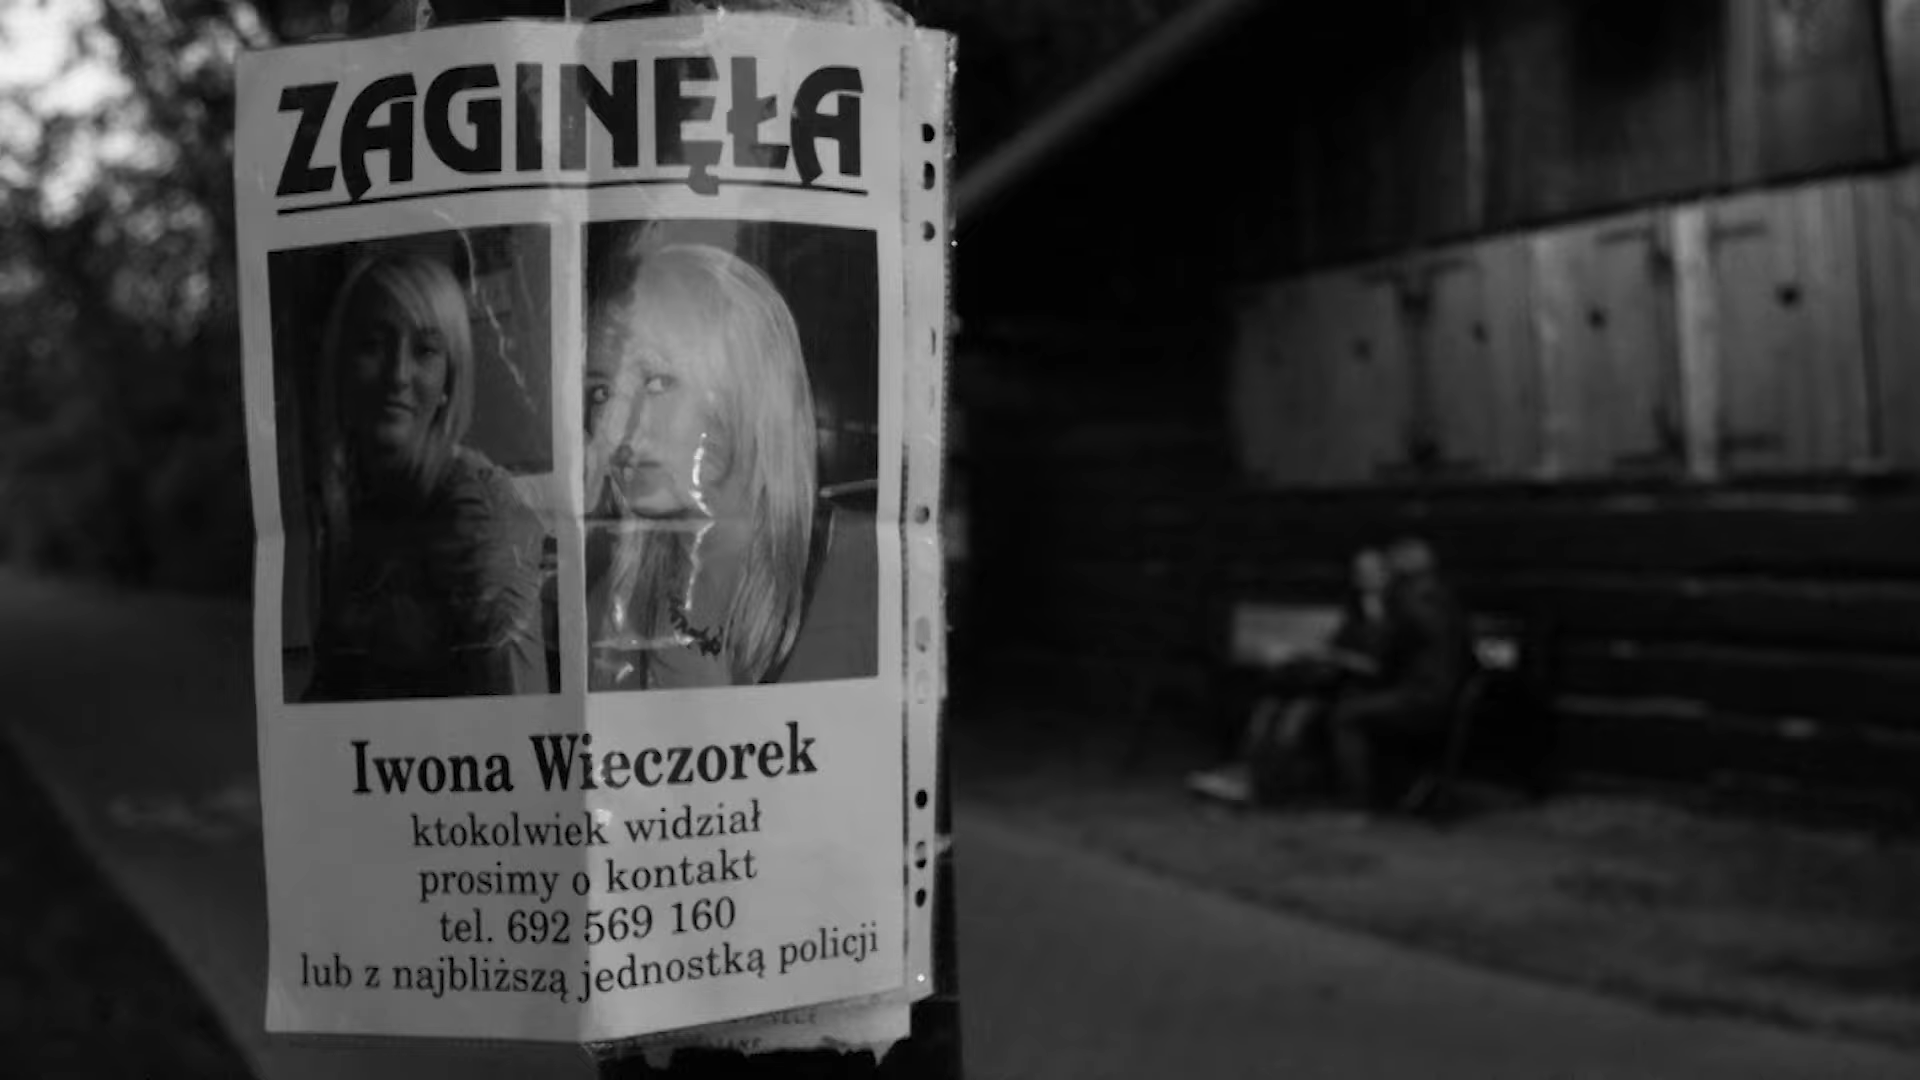 ZAGINĘŁA
Iwona Wieczorek
ktokolwiek widział
prosimy o kontakt
tel. 692 569 160
lub z najbliższą jednostką policji